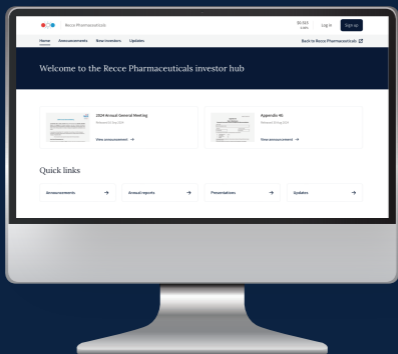 Recce Pharmaceuticals
Log in
Sign up
Home Announcements New investors Updates
Back to Recce Pharmaceuticals
Welcome to the Recce Pharmaceuticals investor hub
2024 Annual General Meeting
View announcement →
Appendix 4G
View announcement →
Quick links
Announcements →
Annual reports →
Presentations →
Updates →